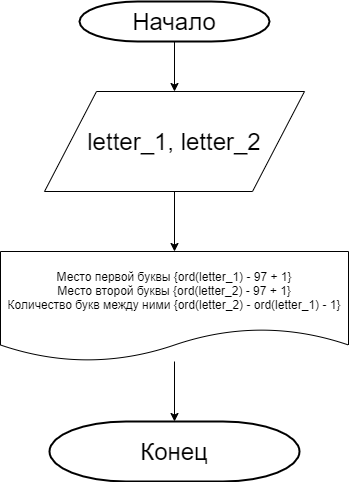 Начало
letter_1, letter_2
Место первой буквы {ord(letter_1) - 97 + 1}
Место второй буквы {ord(letter_2) - 97 + 1}
Количество букв между ними {ord(letter_2) - ord(letter_1) - 1}
Конец